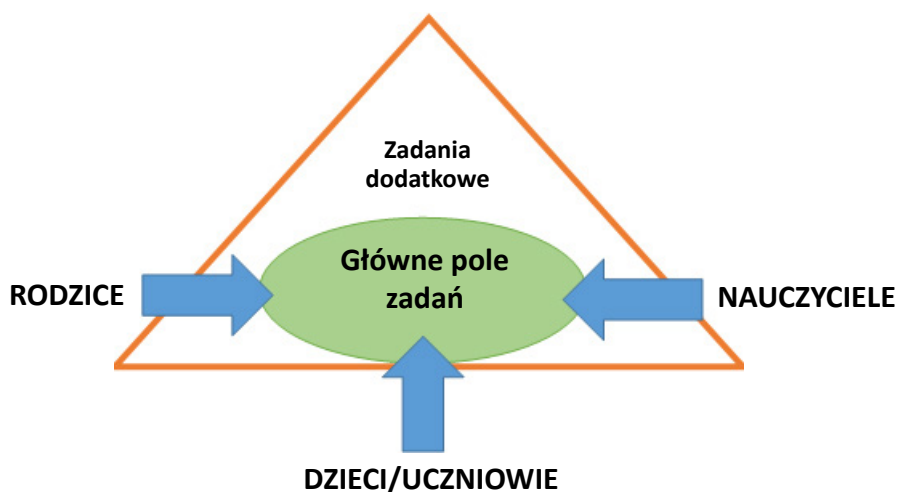 Zadania
dodatkowe
Główne pole
zadań
RODZICE
NAUCZYCIELE
DZIECI/UCZNIOWIE